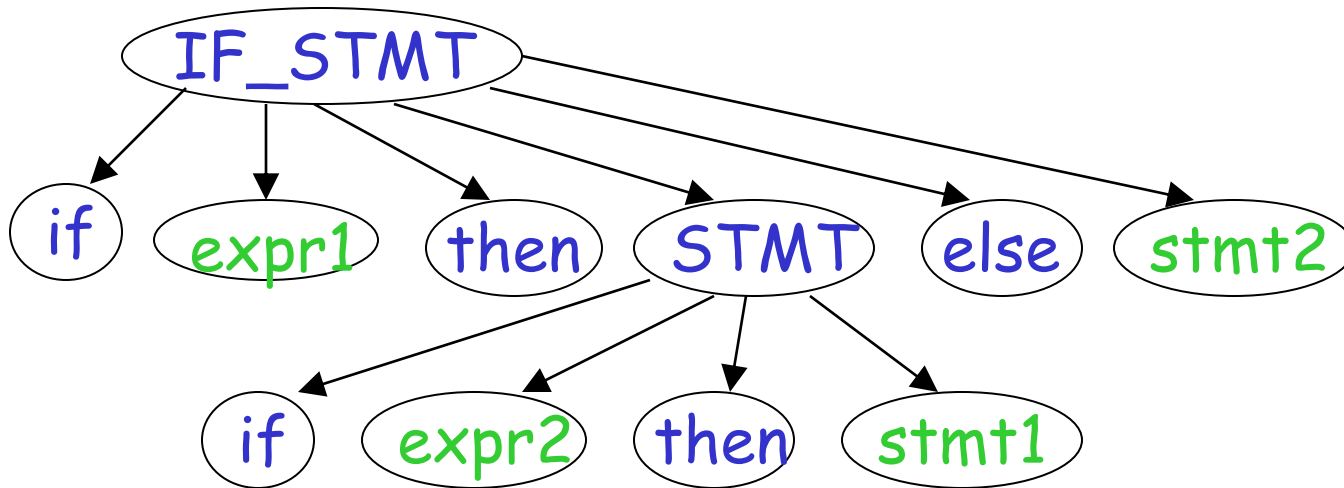 IF_STMT
if expr1 then STMT else stmt2
if expr2 then stmt1